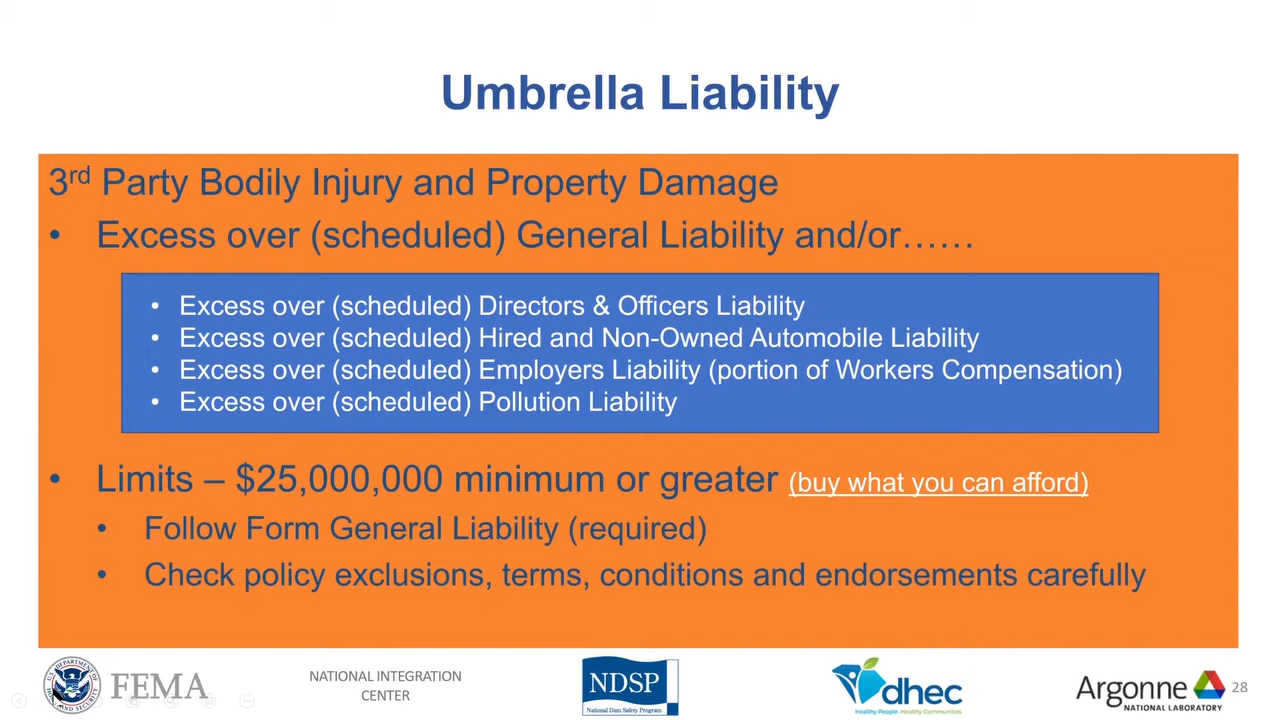 Umbrella Liability
3rd Party Bodily Injury and Property Damage
• Excess over (scheduled) General Liability and/or……
• Excess over (scheduled) Directors & Officers Liability
• Excess over (scheduled) Hired and Non-Owned Automobile Liability
• Excess over (scheduled) Employers Liability (portion of Workers Compensation)
• Excess over (scheduled) Pollution Liability
• Limits – $25,000,000 minimum or greater (buy what you can afford)
• Follow Form General Liability (required)
• Check policy exclusions, terms, conditions and endorsements carefully
FEMA
NATIONAL INTEGRATION
CENTER
NDSP
National Dam Safety Program
dhec
Healthy People. Healthy Communities.
Argonne
NATIONAL LABORATORY
28